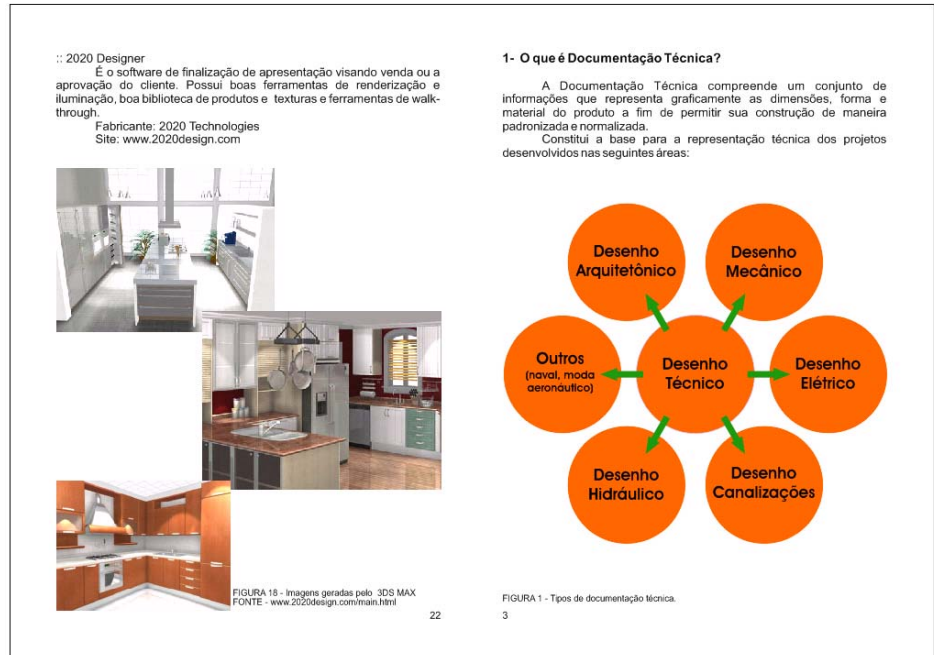 :: 2020 Designer
É o software de finalização de apresentação visando venda ou a
aprovação do cliente. Possui boas ferramentas de renderização e
iluminação, boa biblioteca de produtos e texturas e ferramentas de walk-
through.
Fabricante: 2020 Technologies
Site: www.2020design.com
FIGURA 18 - Imagens geradas pelo 3DS MAX
FONTE - www.2020design.com/main.html
22
1- O que é Documentação Técnica?
A Documentação Técnica compreende um conjunto de
informações que representa graficamente as dimensões, forma e
material do produto a fim de permitir sua construção de maneira
padronizada e normalizada.
Constitui a base para a representação técnica dos projetos
desenvolvidos nas seguintes áreas:
Desenho
Arquitetônico
Desenho
Mecânico
Outros
(naval, moda
aeronáutico)
Desenho
Técnico
Desenho
Elétrico
Desenho
Hidráulico
Desenho
Canalizações
FIGURA 1 - Tipos de documentação técnica.
3